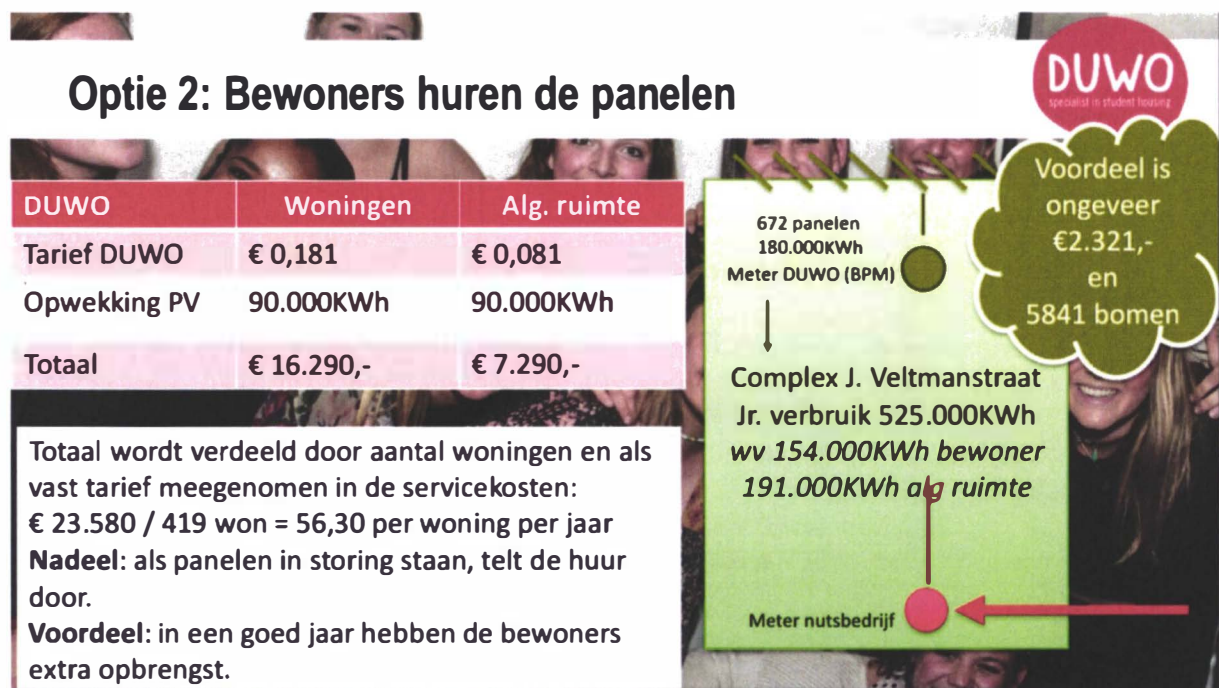 Optie 2: Bewoners huren de panelen
DUWO
specialist in student housing
Voordeel is
ongeveer
€2.321,-
en
5841 bomen
DUWO Woningen Alg. ruimte
Tarief DUWO € 0,181 € 0,081
Opwekking PV 90.000KWh 90.000KWh
Totaal € 16.290,- € 7.290,-
672 panelen
180.000KWh
Meter DUWO (BPM)
Complex J. Veltmanstraat
Jr. verbruik 525.000KWh
wv 154.000KWh bewoner
191.000KWh alg ruimte
Meter nutsbedrijf
Totaal wordt verdeeld door aantal woningen en als
vast tarief meegenomen in de servicekosten:
€ 23.580 / 419 won = 56,30 per woning per jaar
Nadeel: als panelen in storing staan, telt de huur
door.
Voordeel: in een goed jaar hebben de bewoners
extra opbrengst.